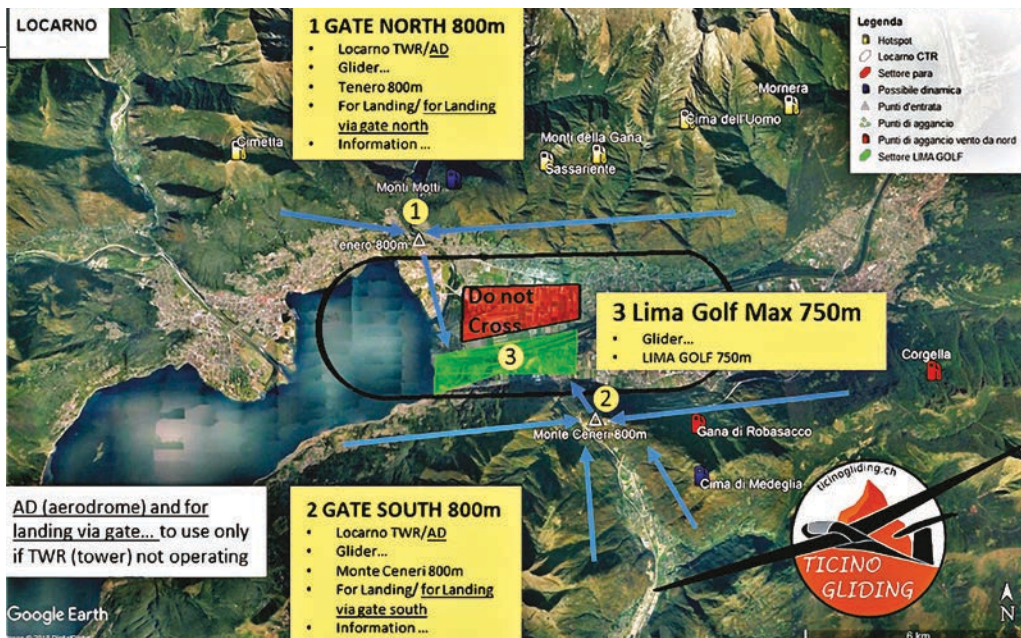 LOCARNO
1 GATE NORTH 800m
• Locarno TWR/AD
• Glider...
• Tenero 800m
• For Landing/ for Landing
via gate north
• Information ...
Legenda
Hotspot
Locarno CTR
Settore para
Possibile dinamica
Punti d'entrata
Punti di aggancio
Punti di aggancio vento da nord
Settore LIMA GOLF
Mornera
Cima dell'Uomo
Monti della Gana
Sassariente
Cimetta
Monti Motti
1
Tenero 800m
Do not
Cross
3
3 Lima Golf Max 750m
• Glider...
• LIMA GOLF 750m
Corgella
2
Monte Ceneri 800m
Gana di Robasacco
Cima di Medeglia
AD (aerodrome) and for
landing via gate... to use only
if TWR (tower) not operating
2 GATE SOUTH 800m
• Locarno TWR/AD
• Glider...
• Monte Ceneri 800m
• For Landing/ for Landing
via gate south
• Information ...
ticinogliding.ch
TICINO
GLIDING
Google Earth
N
6 km